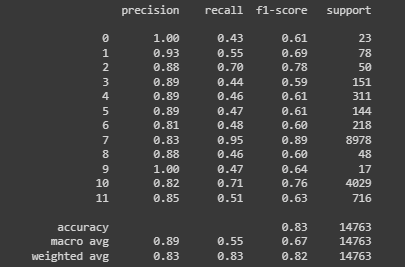 precision recall f1-score support
0 1.00 0.43 0.61 23
1 0.93 0.55 0.69 78
2 0.88 0.70 0.78 50
3 0.89 0.44 0.59 151
4 0.89 0.46 0.61 311
5 0.89 0.47 0.61 144
6 0.81 0.48 0.60 218
7 0.83 0.95 0.89 8978
8 0.88 0.46 0.60 48
9 1.00 0.47 0.64 17
10 0.82 0.71 0.76 4029
11 0.85 0.51 0.63 716
accuracy 0.83 14763
macro avg 0.89 0.55 0.67 14763
weighted avg 0.83 0.83 0.82 14763